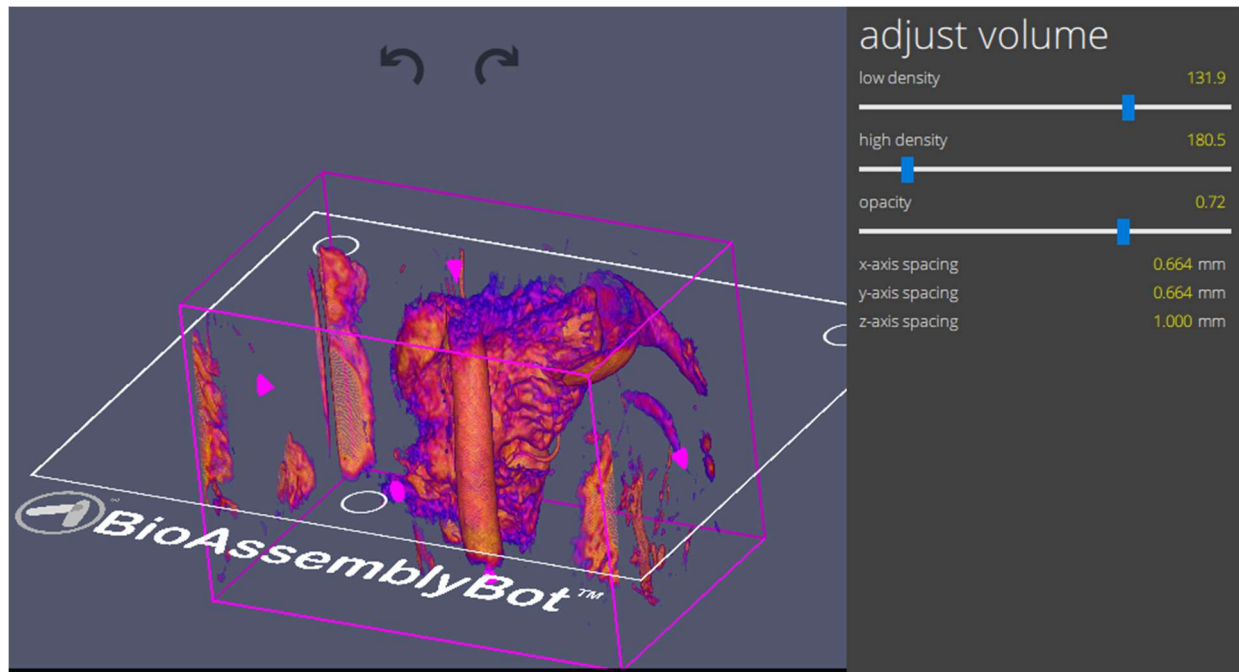 adjust volume
low density 131.9
high density 180.5
opacity 0.72
x-axis spacing 0.664 mm
y-axis spacing 0.664 mm
z-axis spacing 1.000 mm
™BioAssemblyBot™